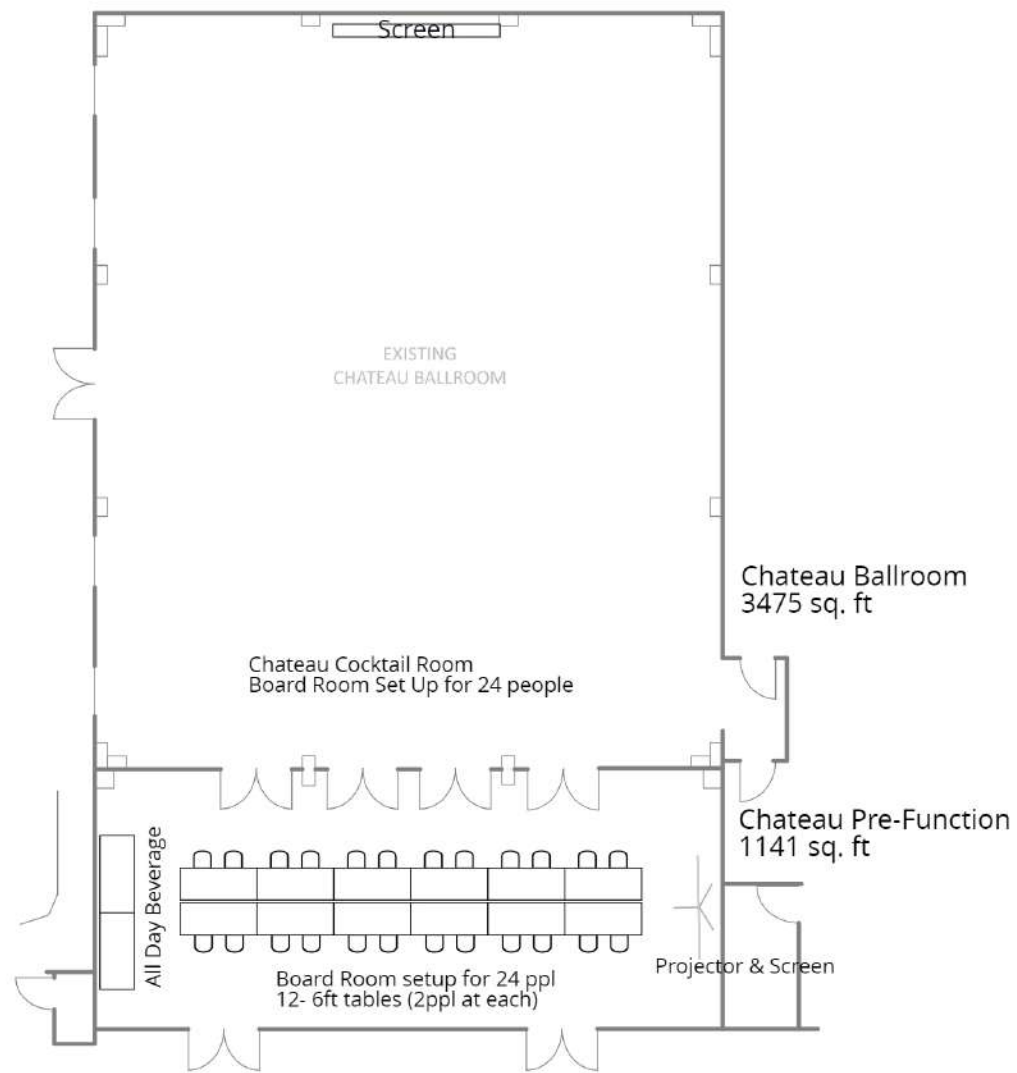 Screen
EXISTING
CHATEAU BALLROOM
Chateau Ballroom
3475 sq. ft
Chateau Cocktail Room
Board Room Set Up for 24 people
Chateau Pre-Function
1141 sq. ft
All Day Beverage
Projector & Screen
Board Room setup for 24 ppl
12- 6ft tables (2ppl at each)